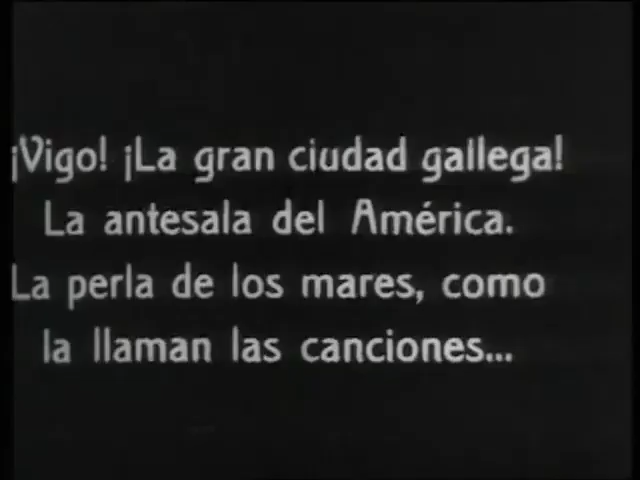 ¡Vigo! ¡La gran ciudad gallega!
La antesala del América.
La perla de los mares, como
la llaman las canciones...